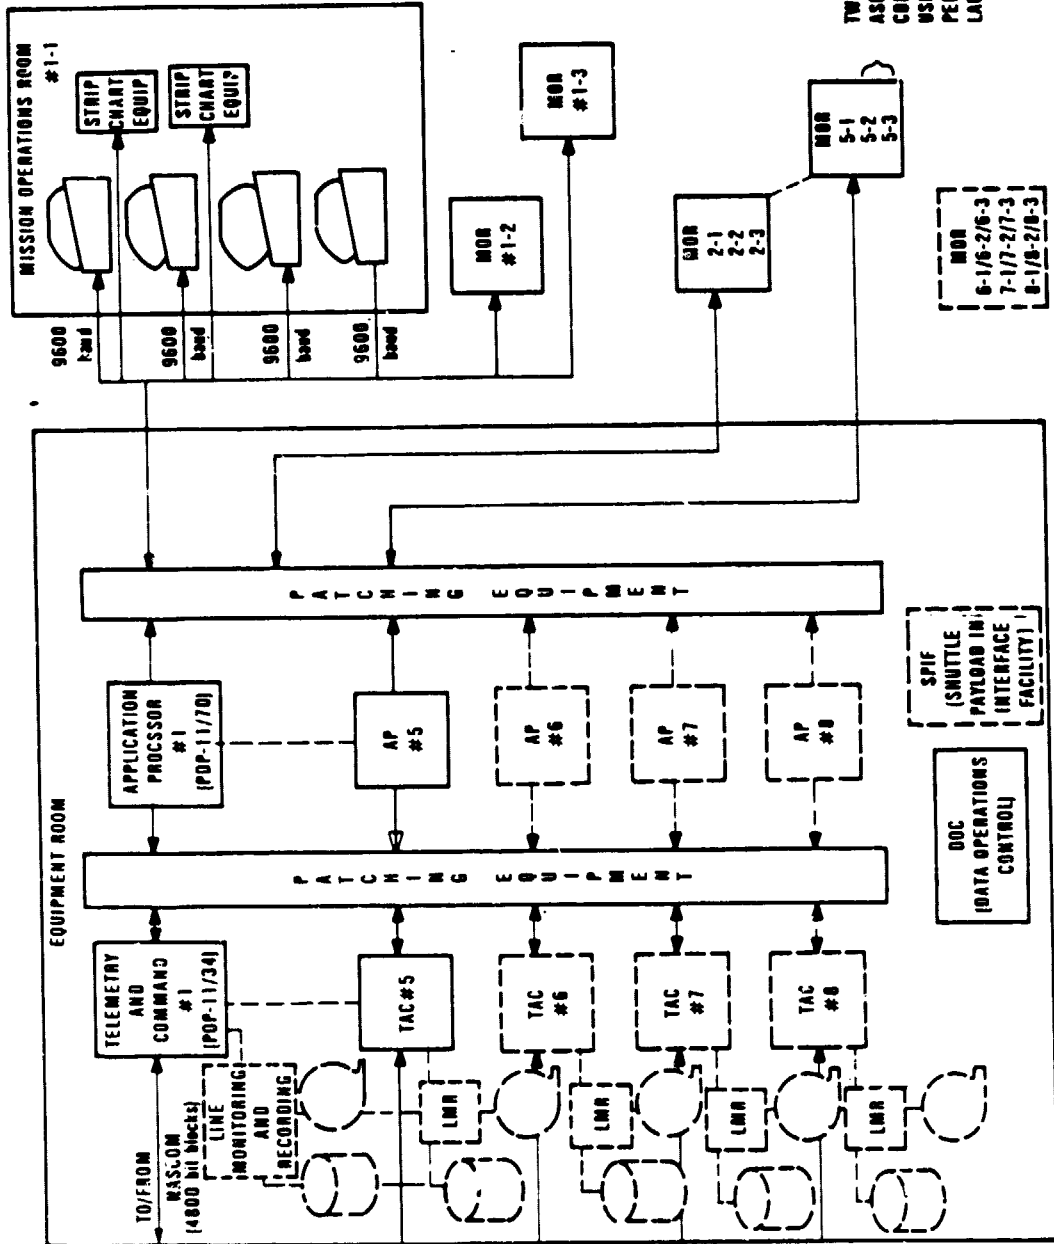 MISSION OPERATIONS ROOM
#1-1
STRIP
CHART
EQUIP
STRIP
CHART
EQUIP
9600
baud
9600
baud
9600
baud
9600
baud
MOR
#1-2
MOR
#1-3
MOR
2-1
2-2
2-3
MOR
5-1
5-2
5-3
MOR
6-1/6-2/6-3
7-1/7-2/7-3
8-1/8-2/8-3
EQUIPMENT ROOM
PATCHING EQUIPMENT
APPLICATION
PROCSSOR
#1
(PDP-11/70)
AP
#5
AP
#6
AP
#7
AP
#8
PATCHING EQUIPMENT
SPIF
(SHUTTLE
PAYLOAD IN
INTERFACE
FACILITY)
DOC
(DATA OPERATIONS
CONTROL)
TELEMETRY
AND
COMMAND
#1
(PDP-11/34)
TAC #5
TAC
#6
TAC
#7
TAC
#8
TO/FROM
NASCOM
(4800 bit blocks)
LINE
MONITORING
AND
RECORDING
LMR
LMR
LMR
LMR